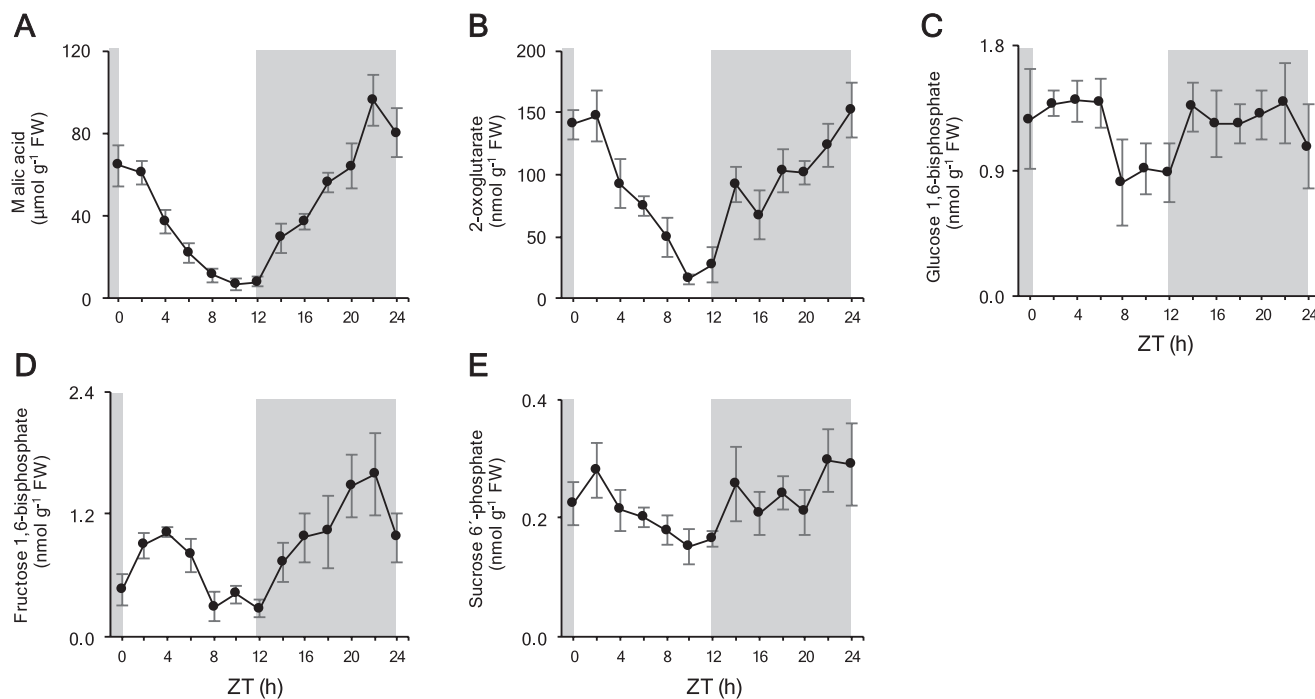 A
Malic acid
(µmol g⁻¹ FW)
120
80
40
0
0 4 8 12 16 20 24
B
2-oxoglutarate
(nmol g⁻¹ FW)
200
150
100
50
0
0 4 8 12 16 20 24
C
Glucose 1,6-bisphosphate
(nmol g⁻¹ FW)
1.8
0.9
0.0
0 4 8 12 16 20 24
ZT (h)
D
Fructose 1,6-bisphosphate
(nmol g⁻¹ FW)
2.4
1.2
0.0
0 4 8 12 16 20 24
ZT (h)
E
Sucrose 6´-phosphate
(nmol g⁻¹ FW)
0.4
0.2
0.0
0 4 8 12 16 20 24
ZT (h)